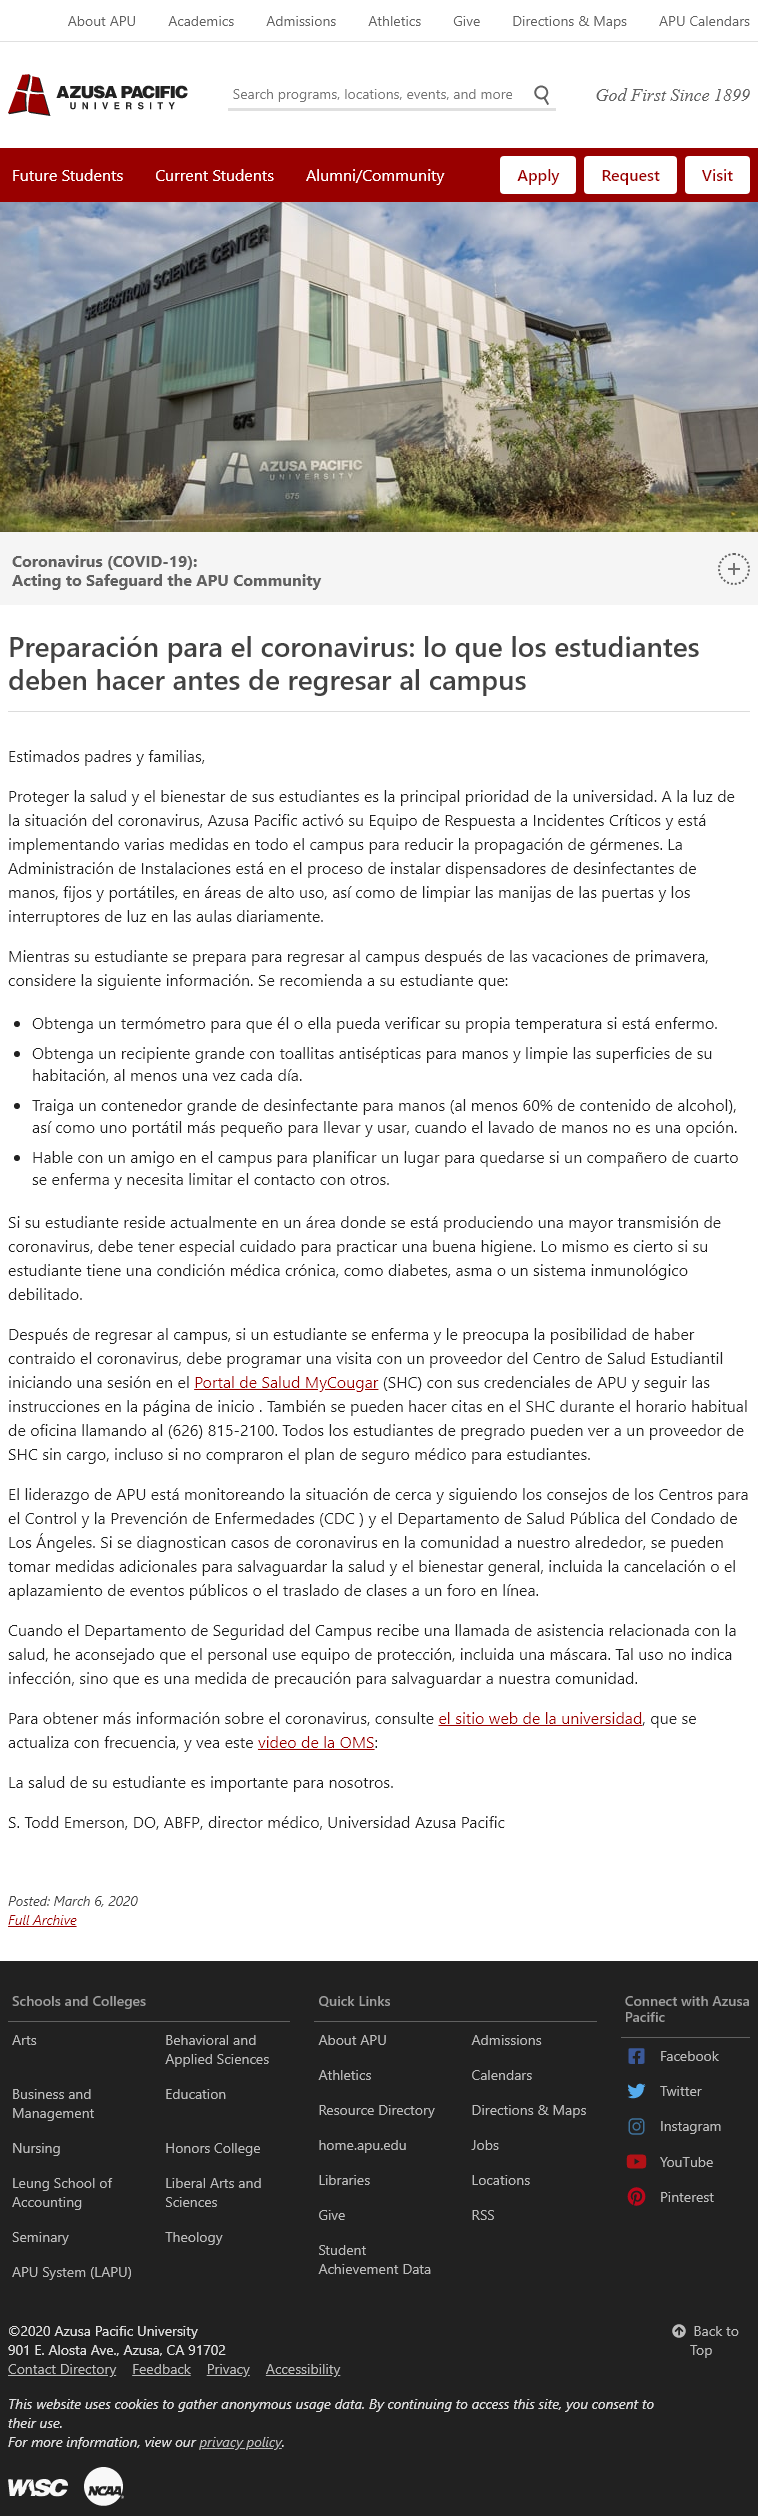 About APU Academics Admissions Athletics Give Directions & Maps APU Calendars
AZUSA PACIFIC
UNIVERSITY
Search programs, locations, events, and more
God First Since 1899
Future Students Current Students Alumni/Community Apply Request Visit
SEGERSTROM SCIENCE CENTER
675
AZUSA PACIFIC
UNIVERSITY
675
Coronavirus (COVID-19):
Acting to Safeguard the APU Community
Preparación para el coronavirus: lo que los estudiantes
deben hacer antes de regresar al campus
Estimados padres y familias,
Proteger la salud y el bienestar de sus estudiantes es la principal prioridad de la universidad. A la luz de
la situación del coronavirus, Azusa Pacific activó su Equipo de Respuesta a Incidentes Críticos y está
implementando varias medidas en todo el campus para reducir la propagación de gérmenes. La
Administración de Instalaciones está en el proceso de instalar dispensadores de desinfectantes de
manos, fijos y portátiles, en áreas de alto uso, así como de limpiar las manijas de las puertas y los
interruptores de luz en las aulas diariamente.
Mientras su estudiante se prepara para regresar al campus después de las vacaciones de primavera,
considere la siguiente información. Se recomienda a su estudiante que:
• Obtenga un termómetro para que él o ella pueda verificar su propia temperatura si está enfermo.
• Obtenga un recipiente grande con toallitas antisépticas para manos y limpie las superficies de su
habitación, al menos una vez cada día.
• Traiga un contenedor grande de desinfectante para manos (al menos 60% de contenido de alcohol),
así como uno portátil más pequeño para llevar y usar, cuando el lavado de manos no es una opción.
• Hable con un amigo en el campus para planificar un lugar para quedarse si un compañero de cuarto
se enferma y necesita limitar el contacto con otros.
Si su estudiante reside actualmente en un área donde se está produciendo una mayor transmisión de
coronavirus, debe tener especial cuidado para practicar una buena higiene. Lo mismo es cierto si su
estudiante tiene una condición médica crónica, como diabetes, asma o un sistema inmunológico
debilitado.
Después de regresar al campus, si un estudiante se enferma y le preocupa la posibilidad de haber
contraido el coronavirus, debe programar una visita con un proveedor del Centro de Salud Estudiantil
iniciando una sesión en el Portal de Salud MyCougar (SHC) con sus credenciales de APU y seguir las
instrucciones en la página de inicio . También se pueden hacer citas en el SHC durante el horario habitual
de oficina llamando al (626) 815-2100. Todos los estudiantes de pregrado pueden ver a un proveedor de
SHC sin cargo, incluso si no compraron el plan de seguro médico para estudiantes.
El liderazgo de APU está monitoreando la situación de cerca y siguiendo los consejos de los Centros para
el Control y la Prevención de Enfermedades (CDC ) y el Departamento de Salud Pública del Condado de
Los Ángeles. Si se diagnostican casos de coronavirus en la comunidad a nuestro alrededor, se pueden
tomar medidas adicionales para salvaguardar la salud y el bienestar general, incluida la cancelación o el
aplazamiento de eventos públicos o el traslado de clases a un foro en línea.
Cuando el Departamento de Seguridad del Campus recibe una llamada de asistencia relacionada con la
salud, he aconsejado que el personal use equipo de protección, incluida una máscara. Tal uso no indica
infección, sino que es una medida de precaución para salvaguardar a nuestra comunidad.
Para obtener más información sobre el coronavirus, consulte el sitio web de la universidad, que se
actualiza con frecuencia, y vea este video de la OMS:
La salud de su estudiante es importante para nosotros.
S. Todd Emerson, DO, ABFP, director médico, Universidad Azusa Pacific
Posted: March 6, 2020
Full Archive
Schools and Colleges
Arts
Behavioral and
Applied Sciences
Business and
Management
Education
Nursing
Honors College
Leung School of
Accounting
Liberal Arts and
Sciences
Seminary
Theology
APU System (LAPU)
Quick Links
About APU
Admissions
Athletics
Calendars
Resource Directory
Directions & Maps
home.apu.edu
Jobs
Libraries
Locations
Give
RSS
Student
Achievement Data
Connect with Azusa
Pacific
Facebook
Twitter
Instagram
YouTube
Pinterest
©2020 Azusa Pacific University
901 E. Alosta Ave., Azusa, CA 91702
Contact Directory Feedback Privacy Accessibility
Back to
Top
This website uses cookies to gather anonymous usage data. By continuing to access this site, you consent to
their use.
For more information, view our privacy policy.
WISC
NCAA